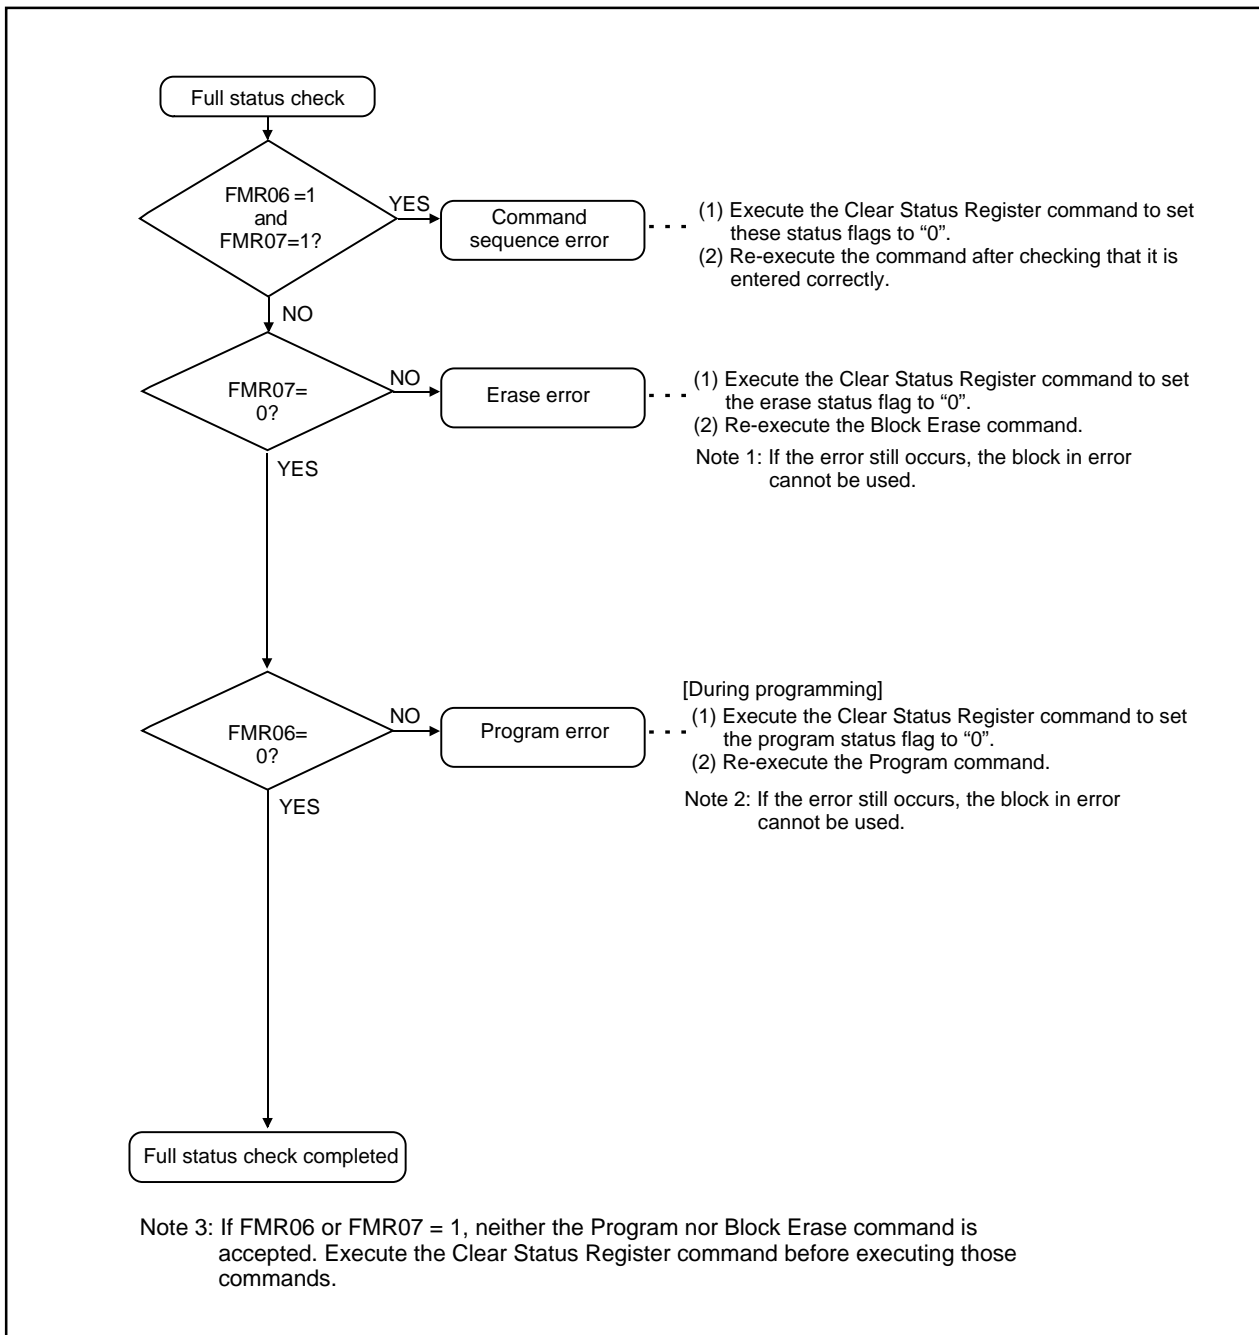 Full status check
FMR06 =1
and
FMR07=1?
YES
Command
sequence error
(1) Execute the Clear Status Register command to set
these status flags to “0”.
(2) Re-execute the command after checking that it is
entered correctly.
NO
FMR07=
0?
NO
Erase error
(1) Execute the Clear Status Register command to set
the erase status flag to “0”.
(2) Re-execute the Block Erase command.
Note 1: If the error still occurs, the block in error
cannot be used.
YES
FMR06=
0?
NO
Program error
[During programming]
(1) Execute the Clear Status Register command to set
the program status flag to “0”.
(2) Re-execute the Program command.
Note 2: If the error still occurs, the block in error
cannot be used.
YES
Full status check completed
Note 3: If FMR06 or FMR07 = 1, neither the Program nor Block Erase command is
accepted. Execute the Clear Status Register command before executing those
commands.